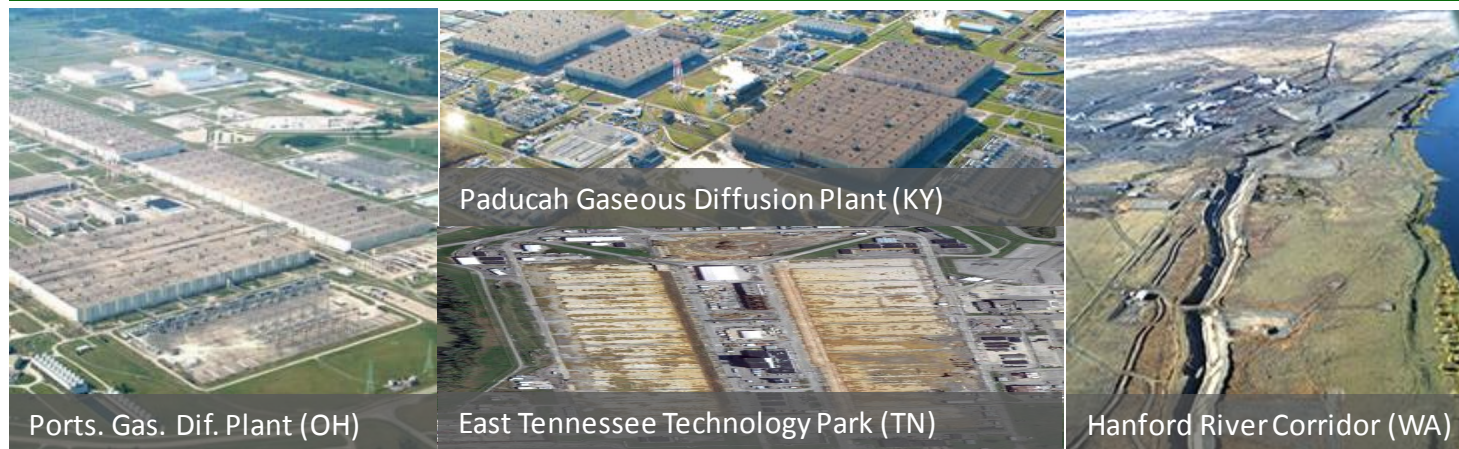 Ports. Gas. Dif. Plant (OH)
Paducah Gaseous Diffusion Plant (KY)
East Tennessee Technology Park (TN)
Hanford River Corridor (WA)